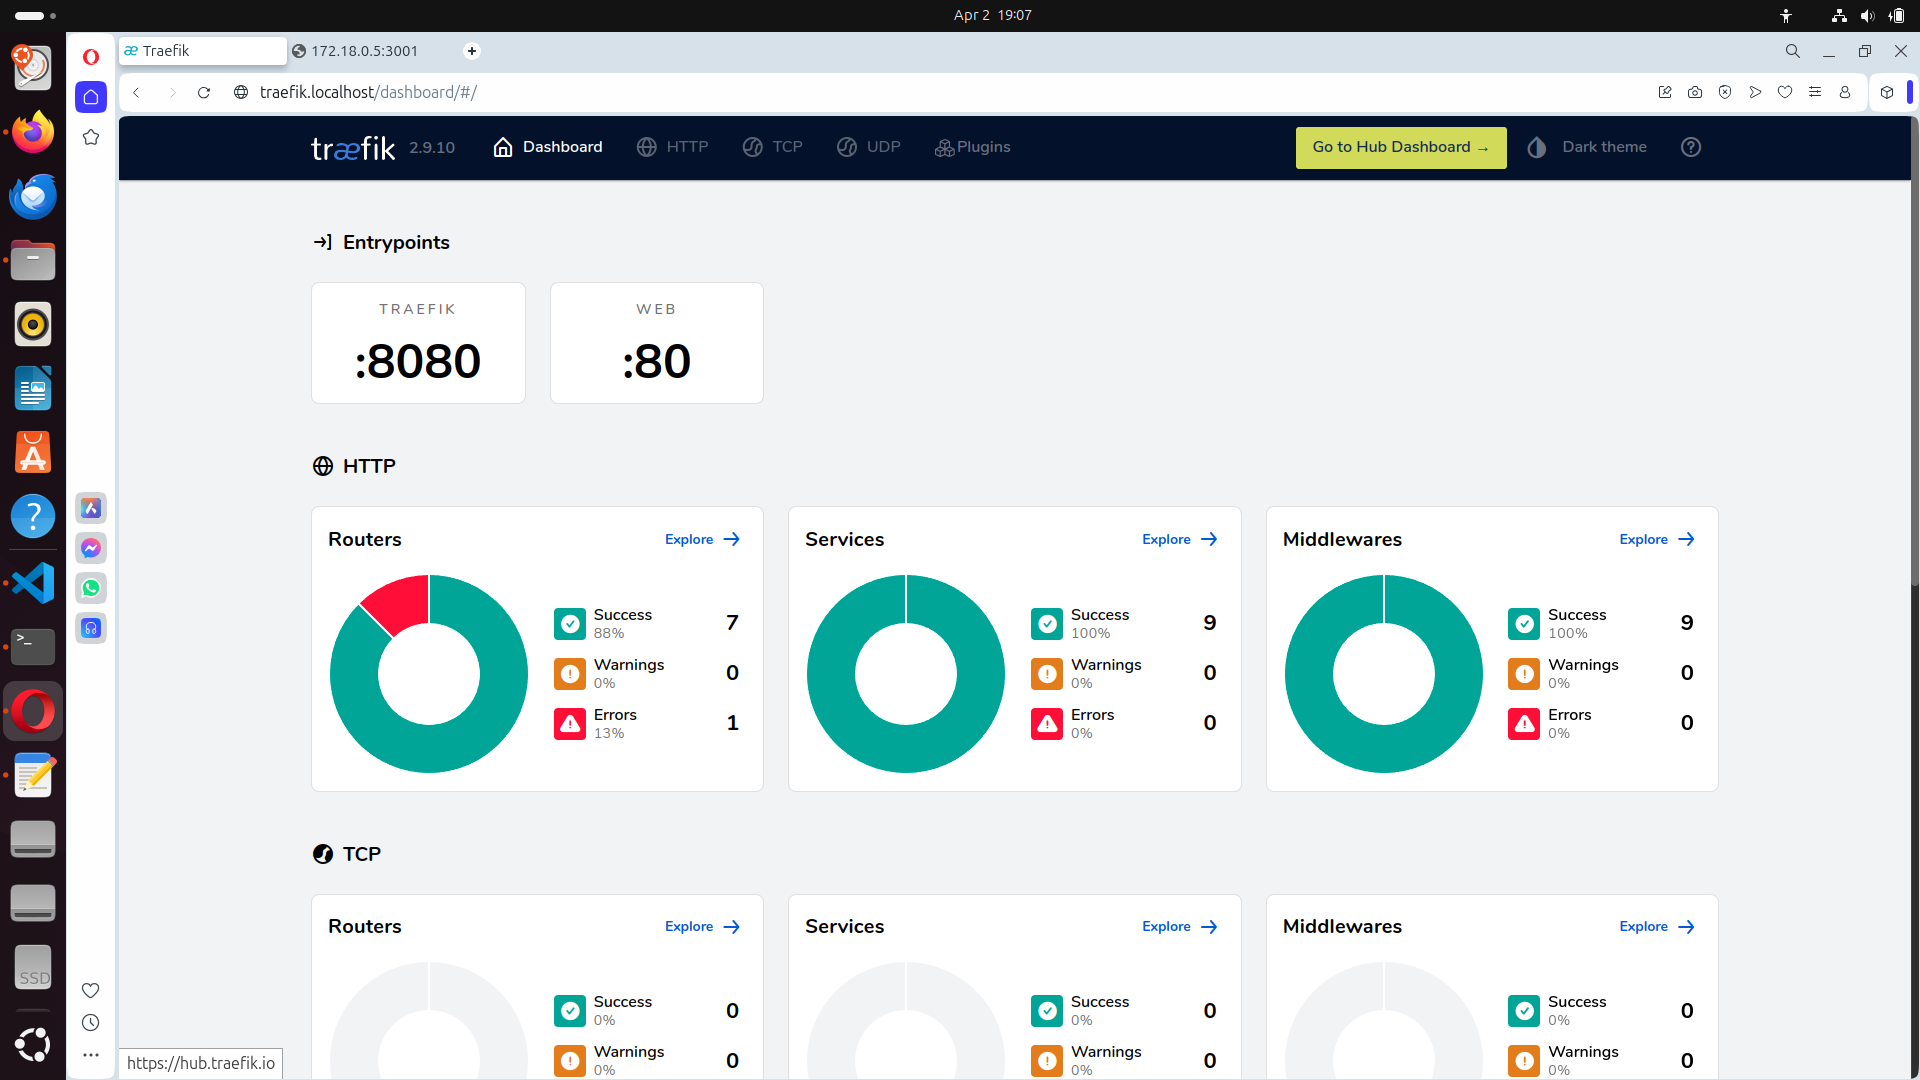 Apr 2 19:07
Traefik
172.18.0.5:3001
traefik.localhost/dashboard/#/
træfik 2.9.10 Dashboard HTTP TCP UDP Plugins Go to Hub Dashboard → Dark theme
Entrypoints
TRAEFIK
:8080
WEB
:80
HTTP
Routers Explore
Success 7
88%
Warnings 0
0%
Errors 1
13%
Services Explore
Success 9
100%
Warnings 0
0%
Errors 0
0%
Middlewares Explore
Success 9
100%
Warnings 0
0%
Errors 0
0%
TCP
Routers Explore
Success 0
0%
Warnings 0
0%
Services Explore
Success 0
0%
Warnings 0
0%
Middlewares Explore
Success 0
0%
Warnings 0
0%
SSD
https://hub.traefik.io